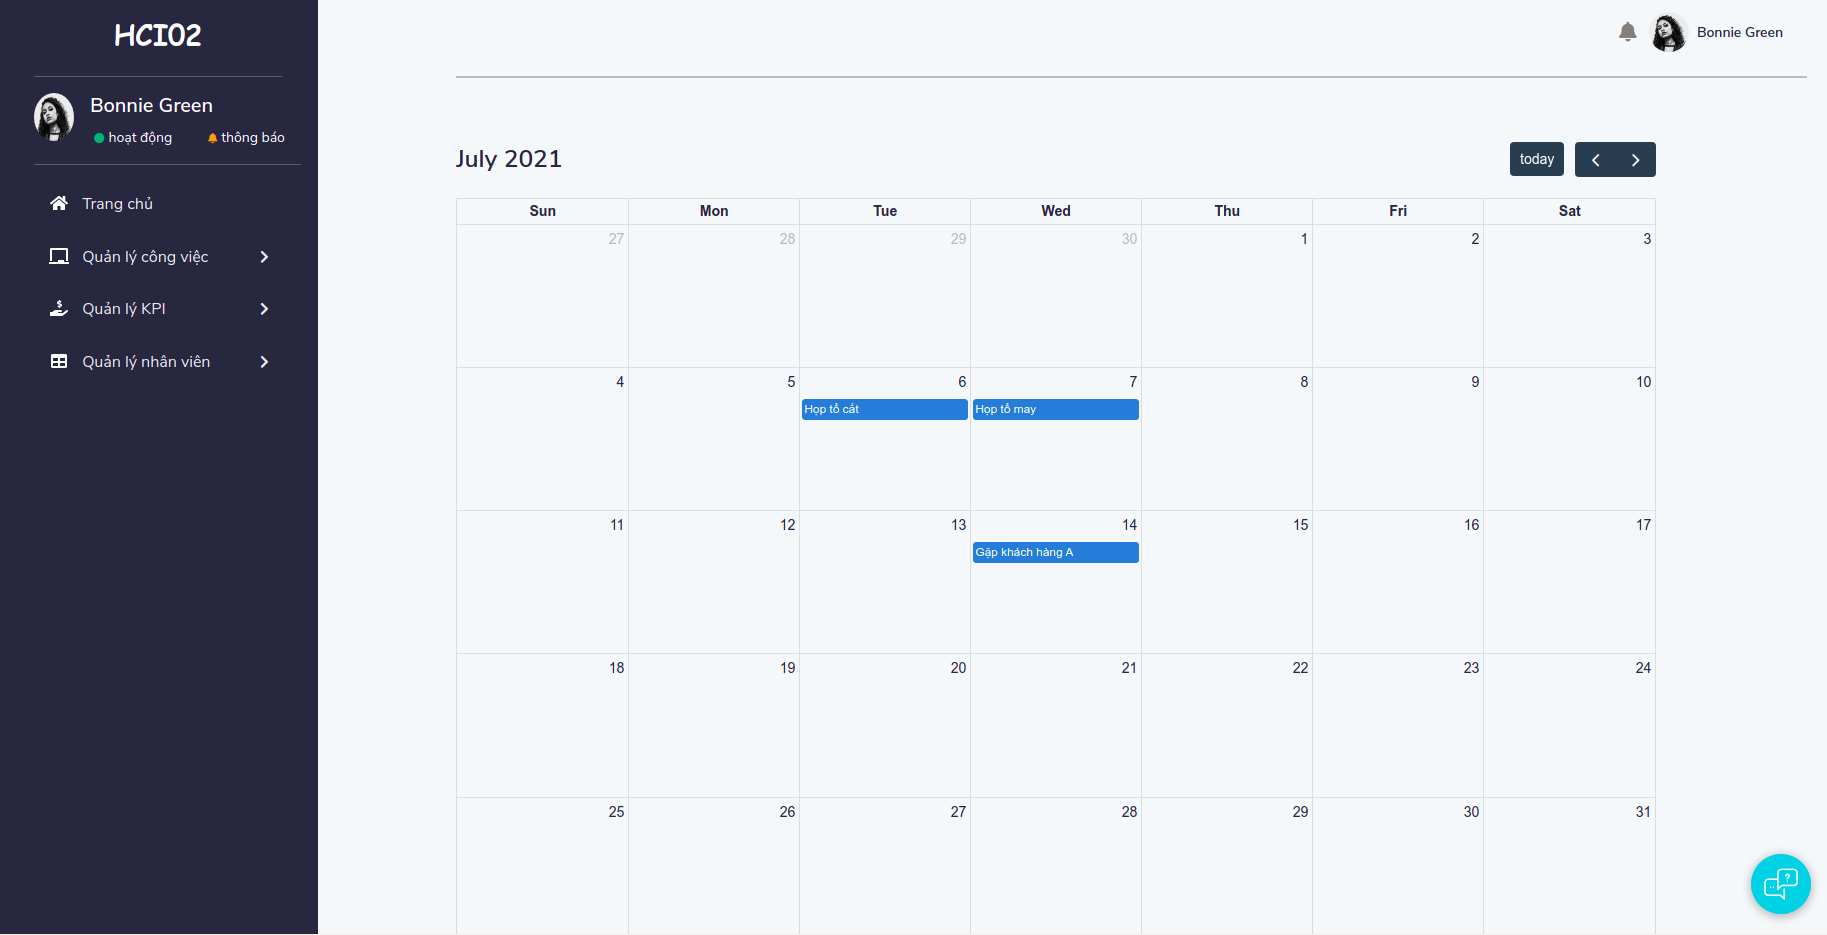 HCI02
Bonnie Green
hoạt động thông báo
Trang chủ
Quản lý công việc
Quản lý KPI
Quản lý nhân viên
Bonnie Green
July 2021
today
Sun Mon Tue Wed Thu Fri Sat
27 28 29 30 1 2 3
4 5 6 7 8 9 10
Họp tổ cắt Họp tổ may
11 12 13 14 15 16 17
Gặp khách hàng A
18 19 20 21 22 23 24
25 26 27 28 29 30 31